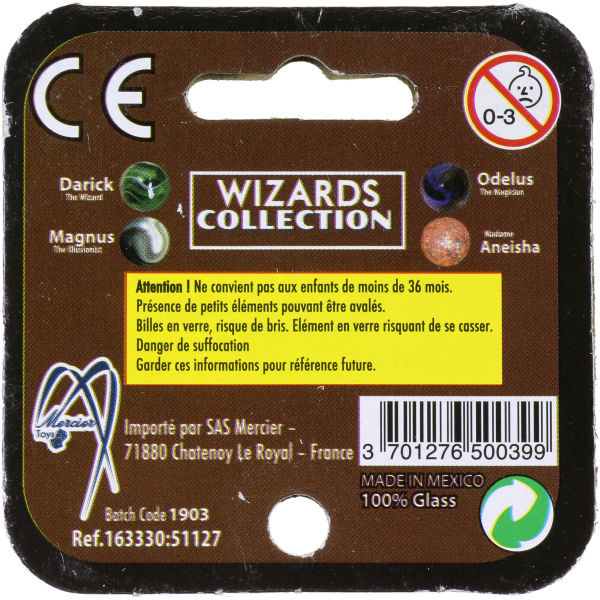 CE
0-3
Darick
The Wizard
WIZARDS
COLLECTION
Odelus
The Magician
Magnus
The Illusionist
Madame
Aneisha
Attention ! Ne convient pas aux enfants de moins de 36 mois.
Présence de petits éléments pouvant être avalés.
Billes en verre, risque de bris. Elément en verre risquant de se casser.
Danger de suffocation
Garder ces informations pour référence future.
Mercier
Toys
Importé par SAS Mercier –
71880 Chatenoy Le Royal – France
3 701276 500399
MADE IN MEXICO
100% Glass
Batch Code 1903
Ref.163330:51127